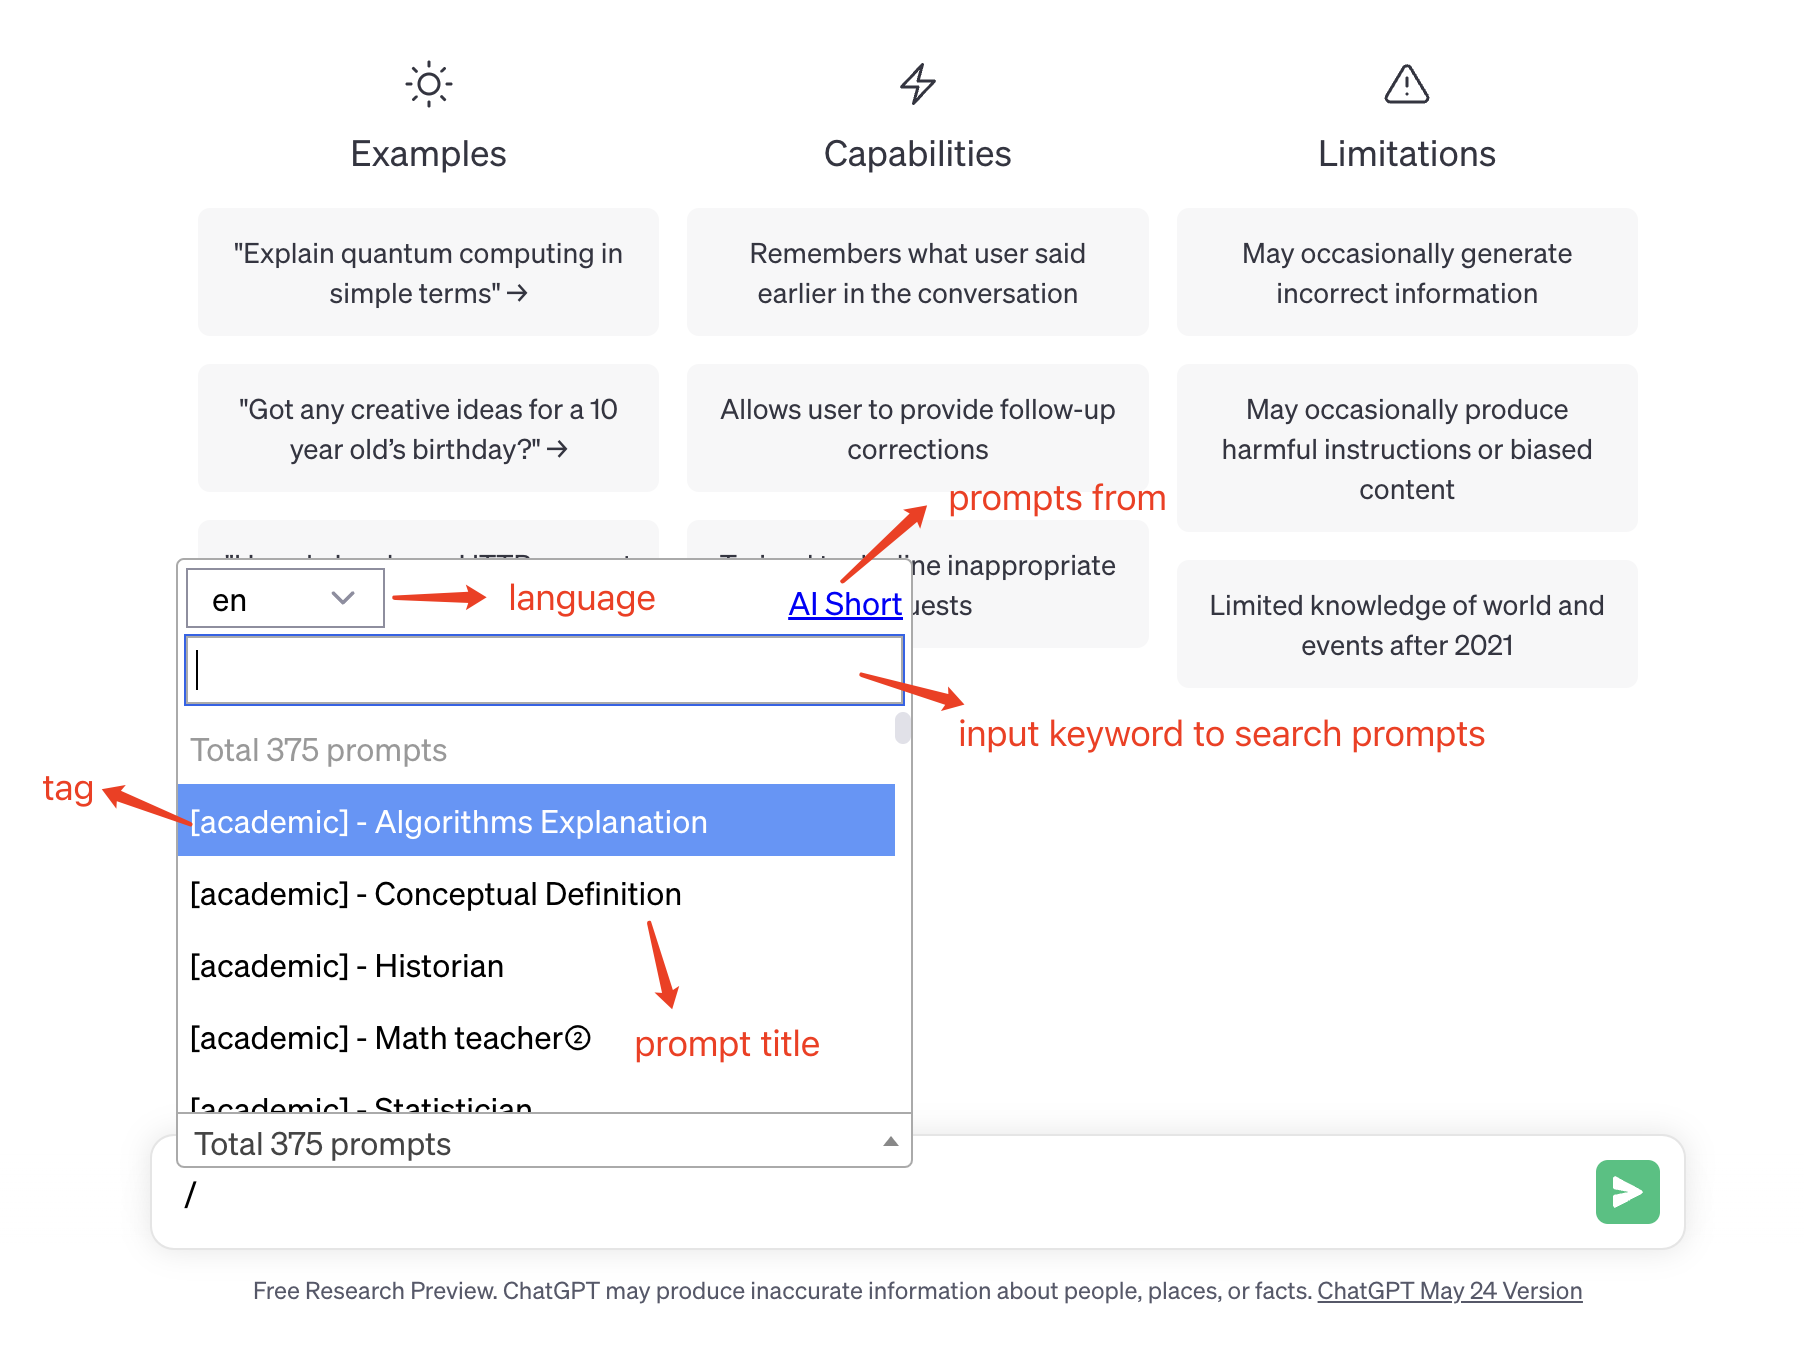 Examples
Capabilities
Limitations
"Explain quantum computing in
simple terms" →
Remembers what user said
earlier in the conversation
May occasionally generate
incorrect information
"Got any creative ideas for a 10
year old’s birthday?" →
Allows user to provide follow-up
corrections
May occasionally produce
harmful instructions or biased
content
prompts from
inappropriate
Limited knowledge of world and
events after 2021
en
language
AI Short
input keyword to search prompts
Total 375 prompts
tag
[academic] - Algorithms Explanation
[academic] - Conceptual Definition
[academic] - Historian
[academic] - Math teacher②
prompt title
[academic] - Statistician
Total 375 prompts
/
Free Research Preview. ChatGPT may produce inaccurate information about people, places, or facts. ChatGPT May 24 Version